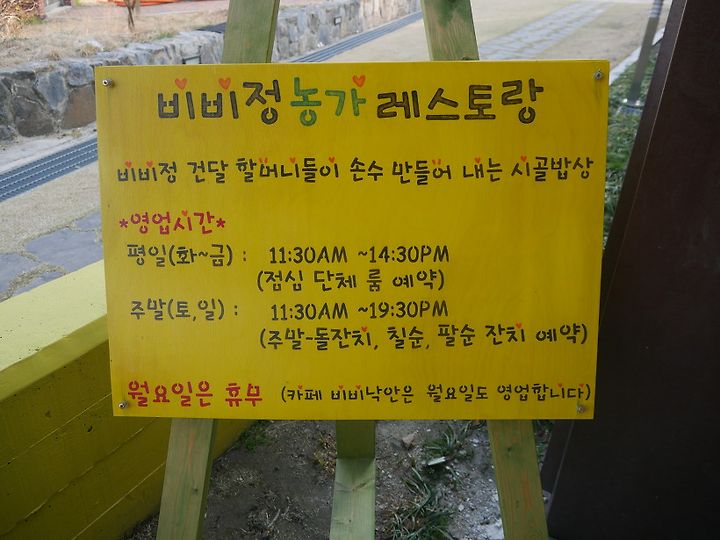 비비정농가레스토랑
비비정 건달 할머니들이 손수 만들어 내는 시골밥상
*영업시간*
평일(화~금) : 11:30AM ~14:30PM
(점심 단체 룸 예약)
주말(토,일) : 11:30AM ~19:30PM
(주말-돌잔치, 칠순, 팔순 잔치 예약)
월요일은 휴무 (카페 비비낙안은 월요일도 영업합니다)